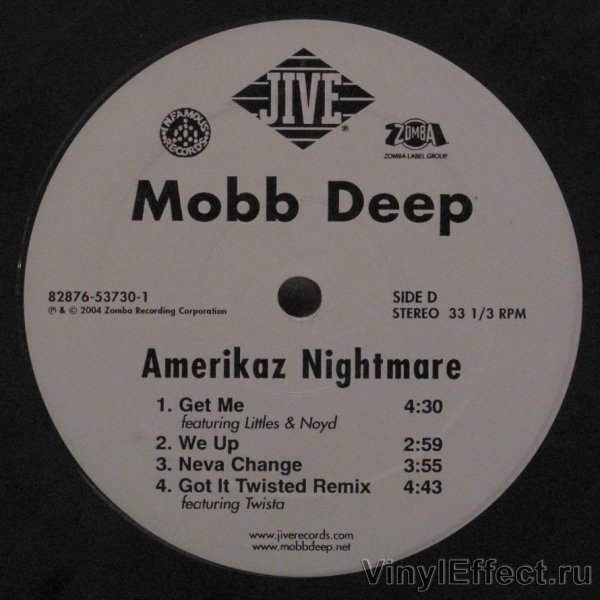 JIVE®
INFAMOUS RECORDS
ZOMBA
ZOMBA LABEL GROUP
Mobb Deep
82876-53730-1
℗ & © 2004 Zomba Recording Corporation
SIDE D
STEREO 33 1/3 RPM
Amerikaz Nightmare
1. Get Me 4:30
featuring Littles & Noyd
2. We Up 2:59
3. Neva Change 3:55
4. Got It Twisted Remix 4:43
featuring Twista
www.jiverecords.com
www.mobbdeep.net
VinylEffect.ru